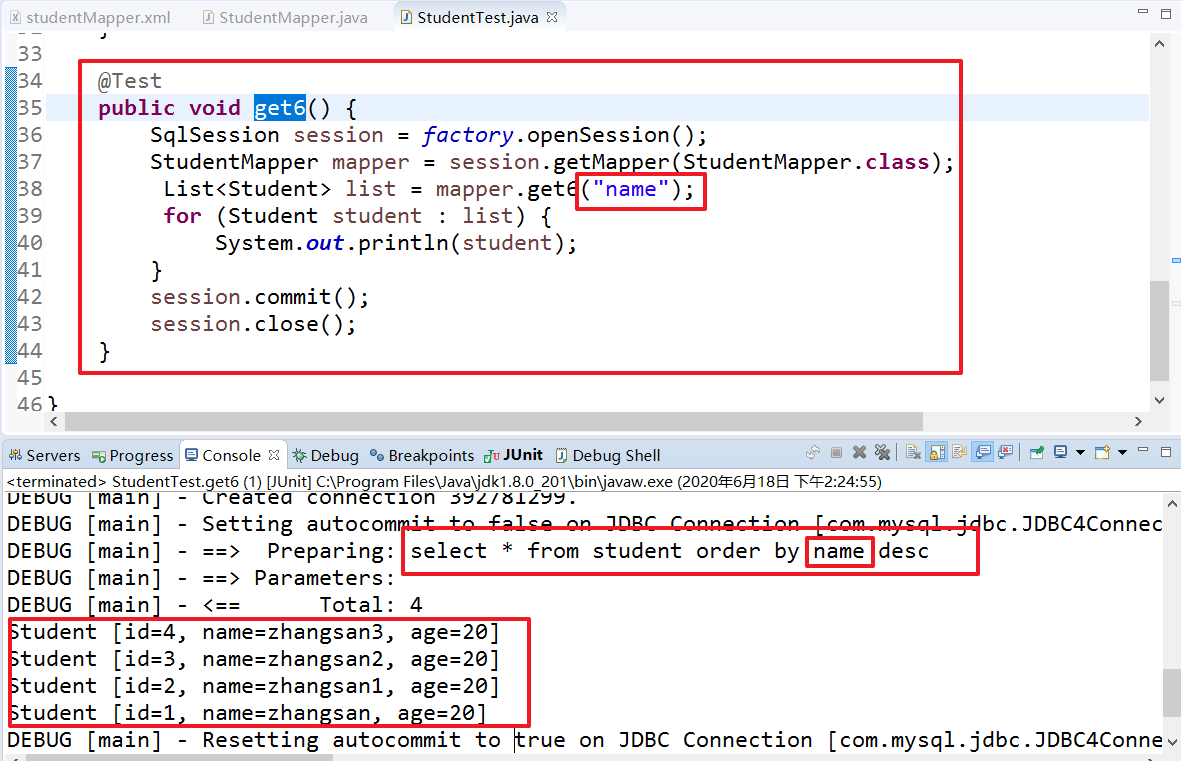 studentMapper.xml StudentMapper.java StudentTest.java
33
34 @Test
35 public void get6() {
36 SqlSession session = factory.openSession();
37 StudentMapper mapper = session.getMapper(StudentMapper.class);
38 List<Student> list = mapper.get6("name");
39 for (Student student : list) {
40 System.out.println(student);
41 }
42 session.commit();
43 session.close();
44 }
45
46 }
Servers Progress Console Debug Breakpoints JUnit Debug Shell
<terminated> StudentTest.get6 (1) [JUnit] C:\Program Files\Java\jdk1.8.0_201\bin\javaw.exe (2020年6月18日 下午2:24:55)
DEBUG [main] - Created connection 392781299.
DEBUG [main] - Setting autocommit to false on JDBC Connection [com.mysql.jdbc.JDBC4Connec
DEBUG [main] - ==> Preparing: select * from student order by name desc
DEBUG [main] - ==> Parameters:
DEBUG [main] - <== Total: 4
Student [id=4, name=zhangsan3, age=20]
Student [id=3, name=zhangsan2, age=20]
Student [id=2, name=zhangsan1, age=20]
Student [id=1, name=zhangsan, age=20]
DEBUG [main] - Resetting autocommit to true on JDBC Connection [com.mysql.jdbc.JDBC4Conne